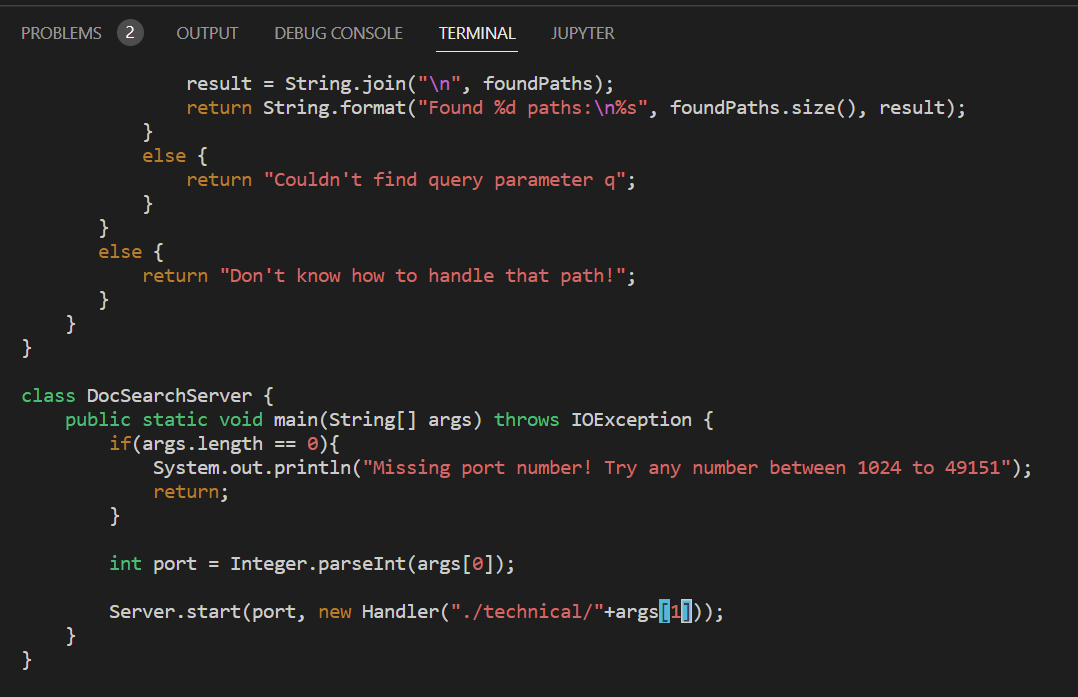 PROBLEMS 2 OUTPUT DEBUG CONSOLE TERMINAL JUPYTER
result = String.join("\n", foundPaths);
return String.format("Found %d paths:\n%s", foundPaths.size(), result);
}
else {
return "Couldn't find query parameter q";
}
}
else {
return "Don't know how to handle that path!";
}
}
}
class DocSearchServer {
public static void main(String[] args) throws IOException {
if(args.length == 0){
System.out.println("Missing port number! Try any number between 1024 to 49151");
return;
}
int port = Integer.parseInt(args[0]);
Server.start(port, new Handler("./technical/"+args[1]));
}
}